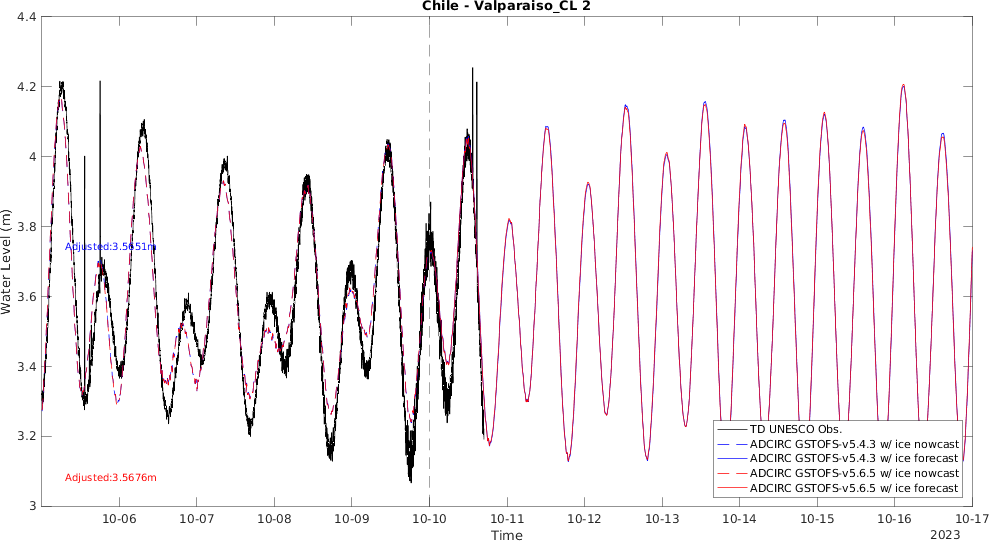 Chile - Valparaiso_CL 2
Water Level (m)
4.4
4.2
4
3.8
3.6
3.4
3.2
3
Adjusted:3.5651m
Adjusted:3.5676m
TD UNESCO Obs.
ADCIRC GSTOFS-v5.4.3 w/ ice nowcast
ADCIRC GSTOFS-v5.4.3 w/ ice forecast
ADCIRC GSTOFS-v5.6.5 w/ ice nowcast
ADCIRC GSTOFS-v5.6.5 w/ ice forecast
10-06 10-07 10-08 10-09 10-10 10-11 10-12 10-13 10-14 10-15 10-16 10-17
Time
2023